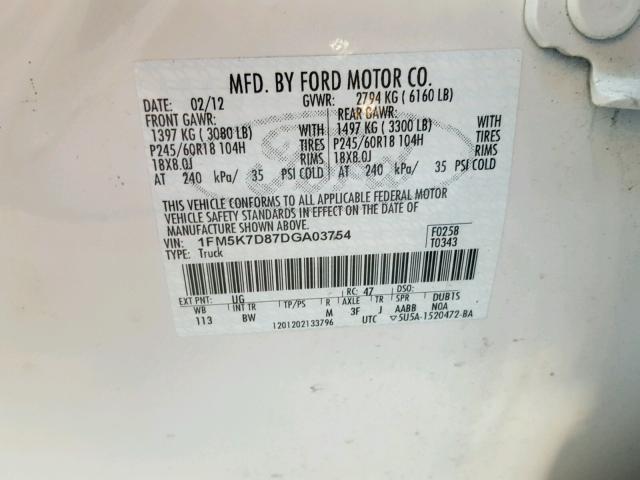 MFD. BY FORD MOTOR CO.
DATE: 02/12 GVWR: 2794 KG ( 6160 LB)
FRONT GAWR: REAR GAWR:
1397 KG ( 3080 LB) WITH 1497 KG ( 3300 LB) WITH
P245/60R18 104H TIRES P245/60R18 104H TIRES
18X8.0J RIMS 18X8.0J RIMS
AT 240 kPa/ 35 PSI COLD AT 240 kPa/ 35 PSI COLD
Ford
THIS VEHICLE CONFORMS TO ALL APPLICABLE FEDERAL MOTOR
VEHICLE SAFETY STANDARDS IN EFFECT ON THE DATE OF
MANUFACTURE SHOWN ABOVE.
VIN: 1FM5K7D87DGA03754 F0258
TYPE: Truck T0343
EXT PNT: UG RC: 47 DSO:
WB INT TR TP/PS R AXLE TR SPR DUBTS
113 BW M 3F J AABB NOA
1201202133796 UTC ▽5U5A-1520472-BA